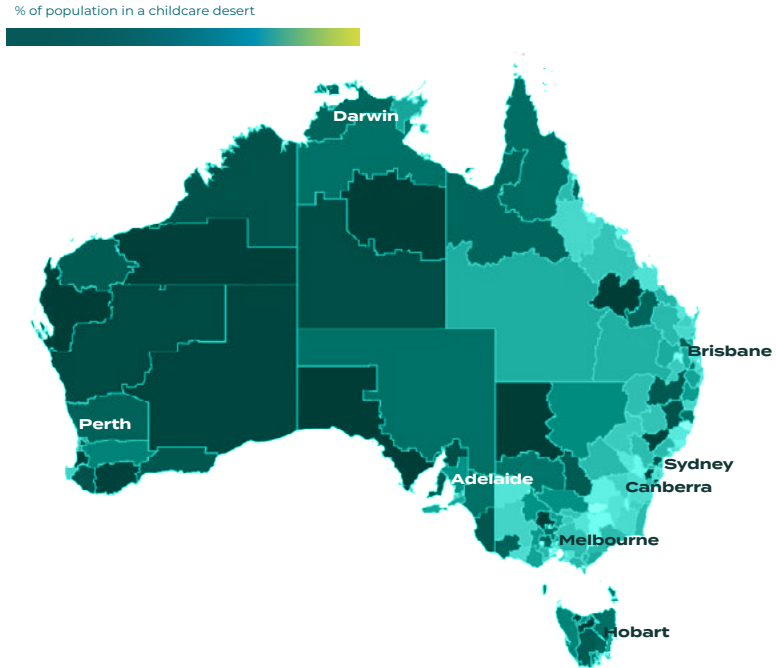 % of population in a childcare desert
Darwin
Brisbane
Perth
Sydney
Adelaide
Canberra
Melbourne
Hobart